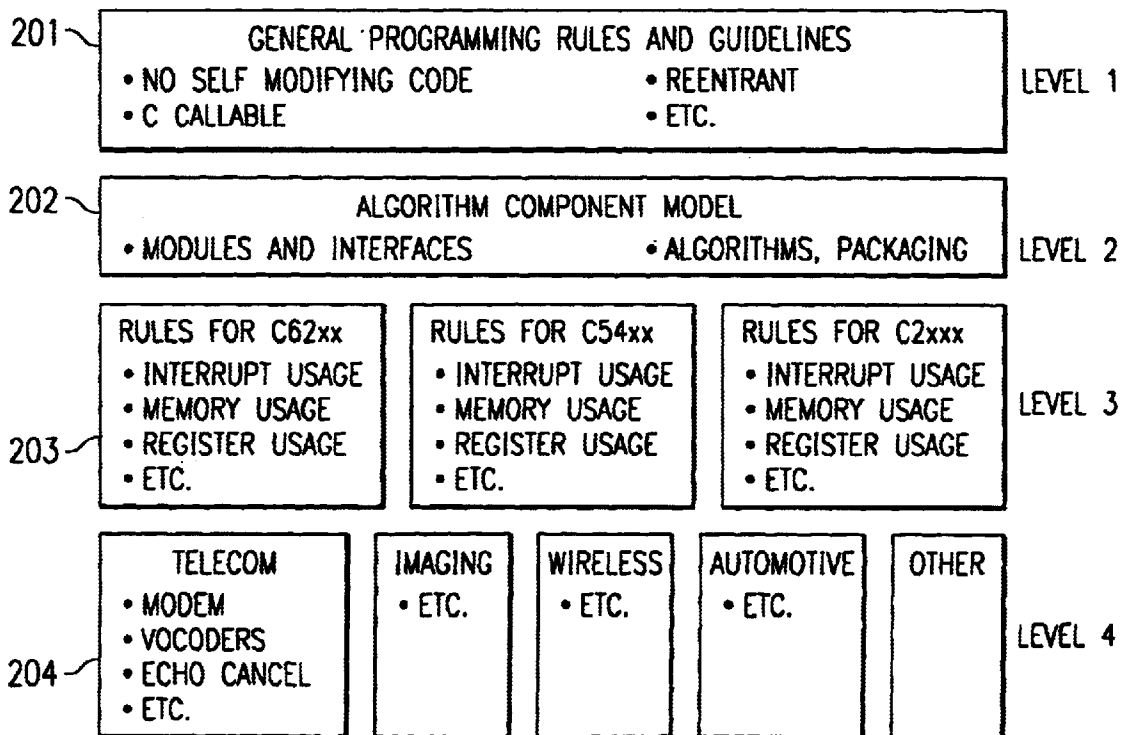 201
GENERAL PROGRAMMING RULES AND GUIDELINES
• NO SELF MODIFYING CODE
• REENTRANT
• C CALLABLE
• ETC.
LEVEL 1
202
ALGORITHM COMPONENT MODEL
• MODULES AND INTERFACES
• ALGORITHMS, PACKAGING
LEVEL 2
203
RULES FOR C62xx
• INTERRUPT USAGE
• MEMORY USAGE
• REGISTER USAGE
• ETC.
RULES FOR C54xx
• INTERRUPT USAGE
• MEMORY USAGE
• REGISTER USAGE
• ETC.
RULES FOR C2xxx
• INTERRUPT USAGE
• MEMORY USAGE
• REGISTER USAGE
• ETC.
LEVEL 3
204
TELECOM
• MODEM
• VOCODERS
• ECHO CANCEL
• ETC.
IMAGING
• ETC.
WIRELESS
• ETC.
AUTOMOTIVE
• ETC.
OTHER
LEVEL 4